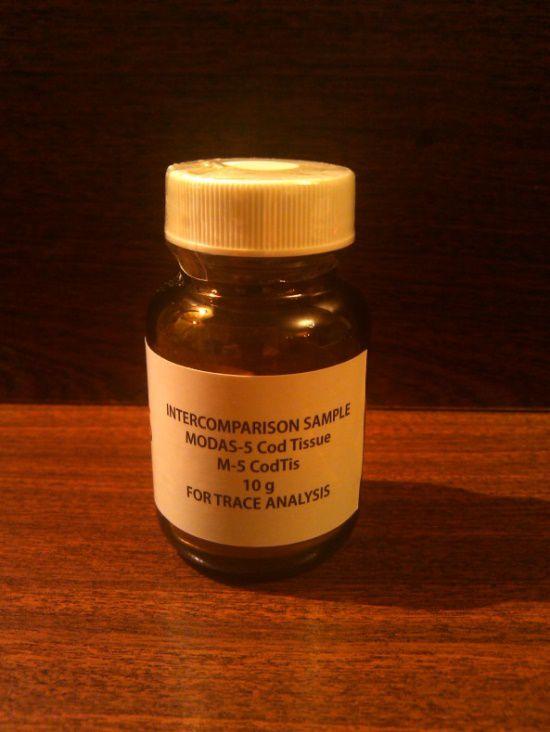 INTERCOMPARISON SAMPLE
MODAS-5 Cod Tissue
M-5 CodTis
10 g
FOR TRACE ANALYSIS